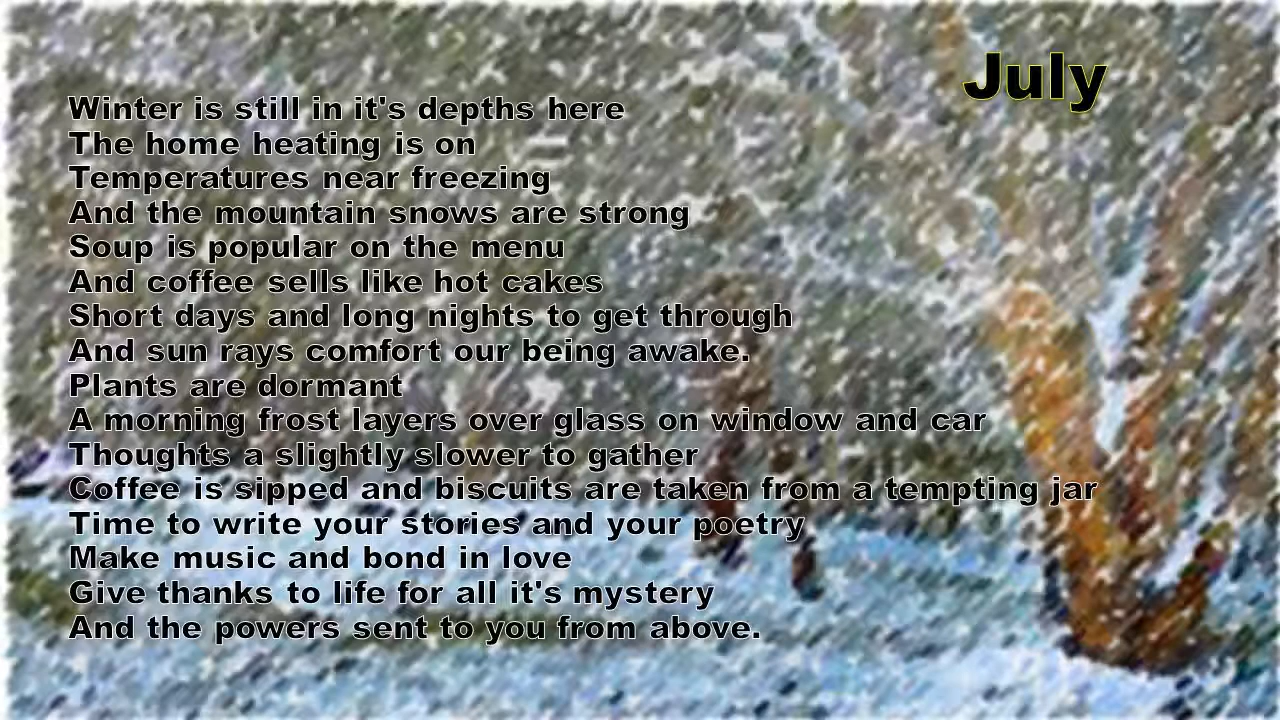 July
Winter is still in it's depths here
The home heating is on
Temperatures near freezing
And the mountain snows are strong
Soup is popular on the menu
And coffee sells like hot cakes
Short days and long nights to get through
And sun rays comfort our being awake.
Plants are dormant
A morning frost layers over glass on window and car
Thoughts a slightly slower to gather
Coffee is sipped and biscuits are taken from a tempting jar
Time to write your stories and your poetry
Make music and bond in love
Give thanks to life for all it's mystery
And the powers sent to you from above.